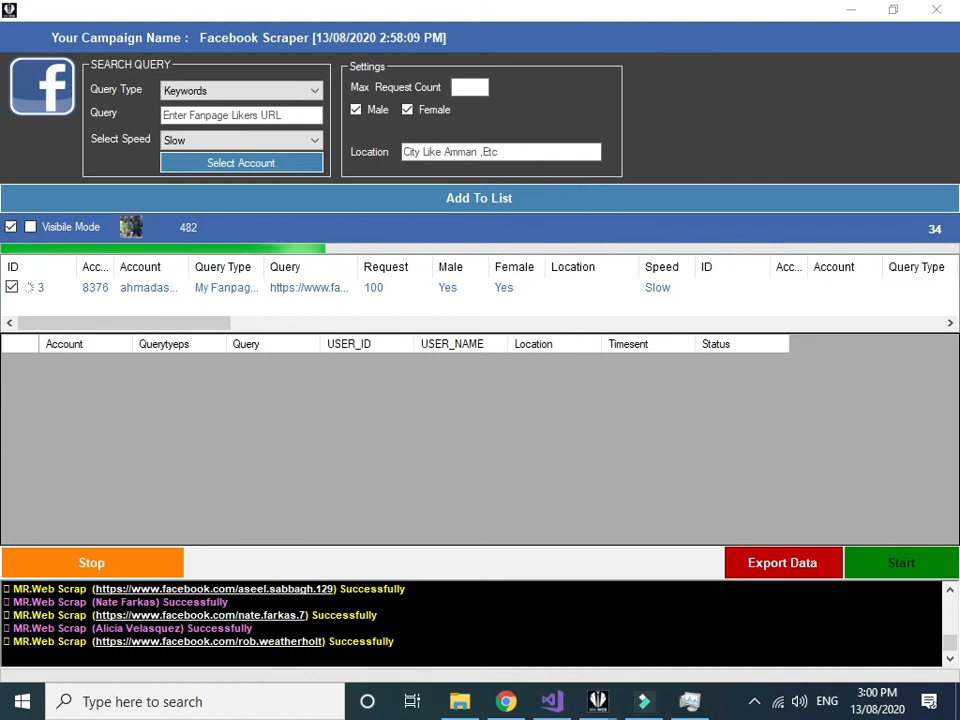 Your Campaign Name : Facebook Scraper [13/08/2020 2:58:09 PM]
SEARCH QUERY
Query Type Keywords
Query Enter Fanpage Likers URL
Select Speed Slow
Select Account
Settings
Max Request Count
Male Female
Location City Like Amman ,Etc
Add To List
Visibile Mode 482 34
ID Acc... Account Query Type Query Request Male Female Location Speed ID Acc... Account Query Type
3 8376 ahmadas... My Fanpag... https://www.fa... 100 Yes Yes Slow
Account Querytyeps Query USER_ID USER_NAME Location Timesent Status
Stop Export Data Start
MR.Web Scrap (https://www.facebook.com/aseel.sabbagh.129) Successfully
MR.Web Scrap (Nate Farkas) Successfully
MR.Web Scrap (https://www.facebook.com/nate.farkas.7) Successfully
MR.Web Scrap (Alicia Velasquez) Successfully
MR.Web Scrap (https://www.facebook.com/rob.weatherholt) Successfully
Type here to search
ENG
3:00 PM
13/08/2020